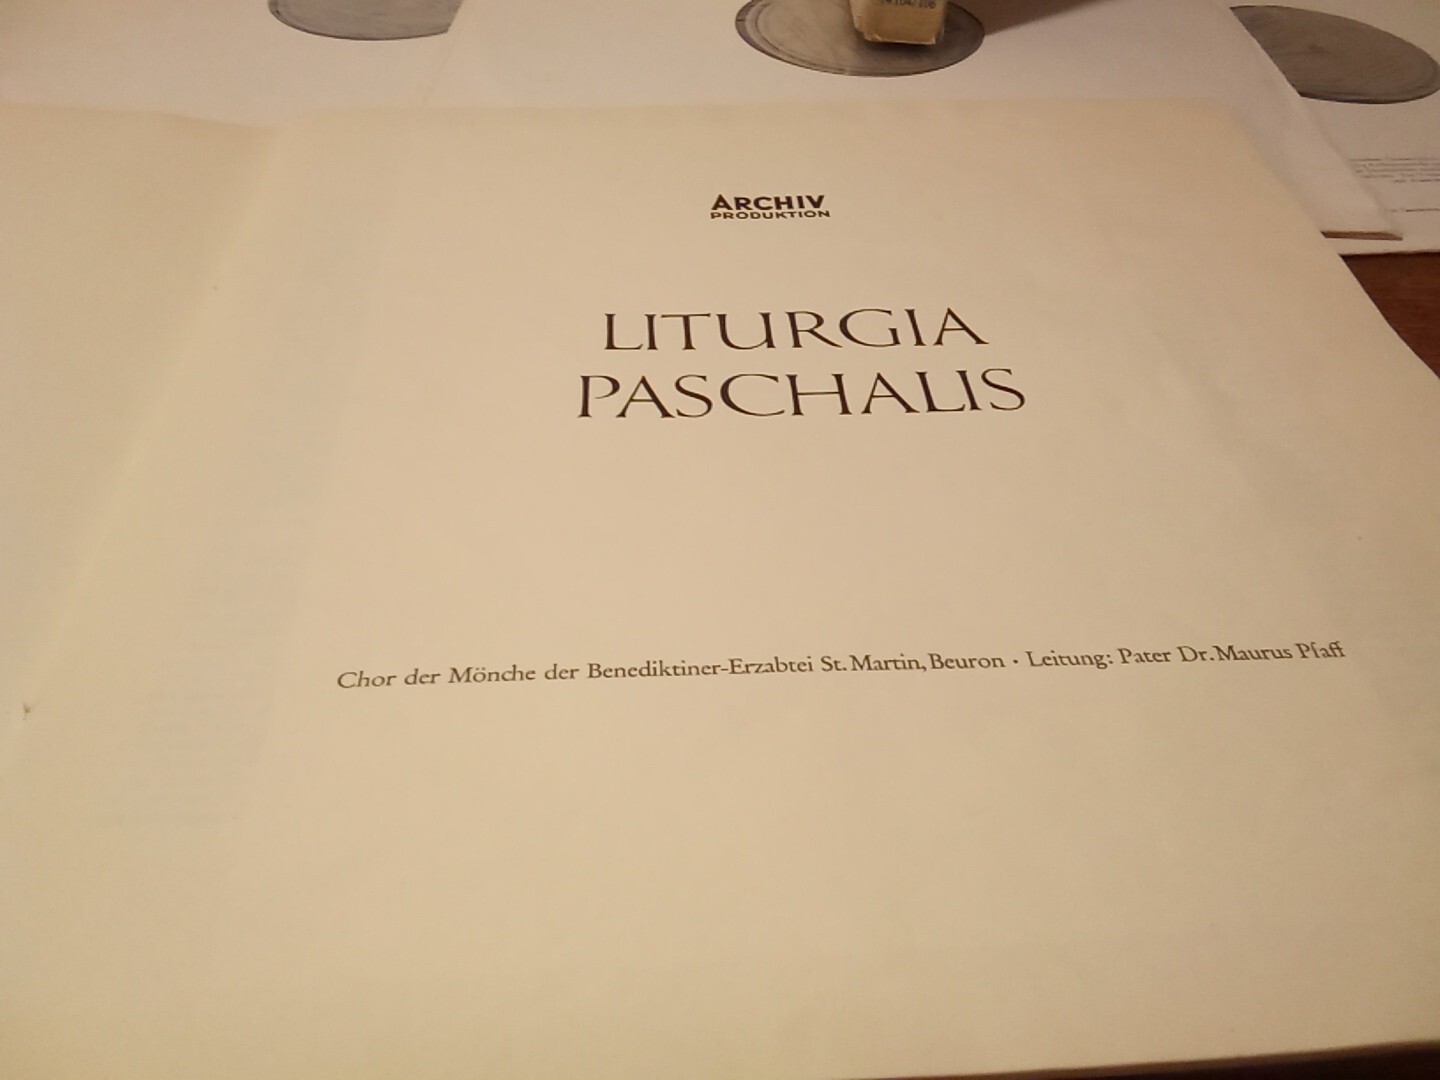 ARCHIV
PRODUKTION
LITURGIA
PASCHALIS
Chor der Mönche der Benediktiner-Erzabtei St. Martin, Beuron · Leitung: Pater Dr. Maurus Pfaff